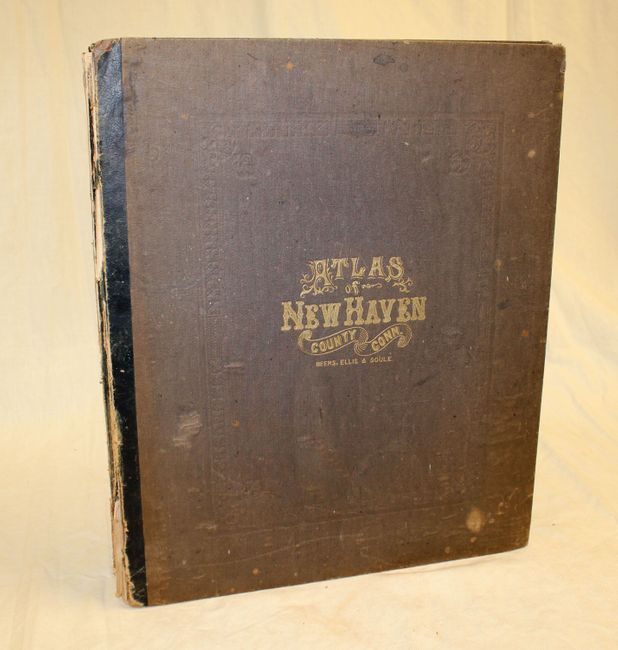 ATLAS
of
NEW HAVEN
COUNTY CONN.
BEERS, ELLIS & SOULE